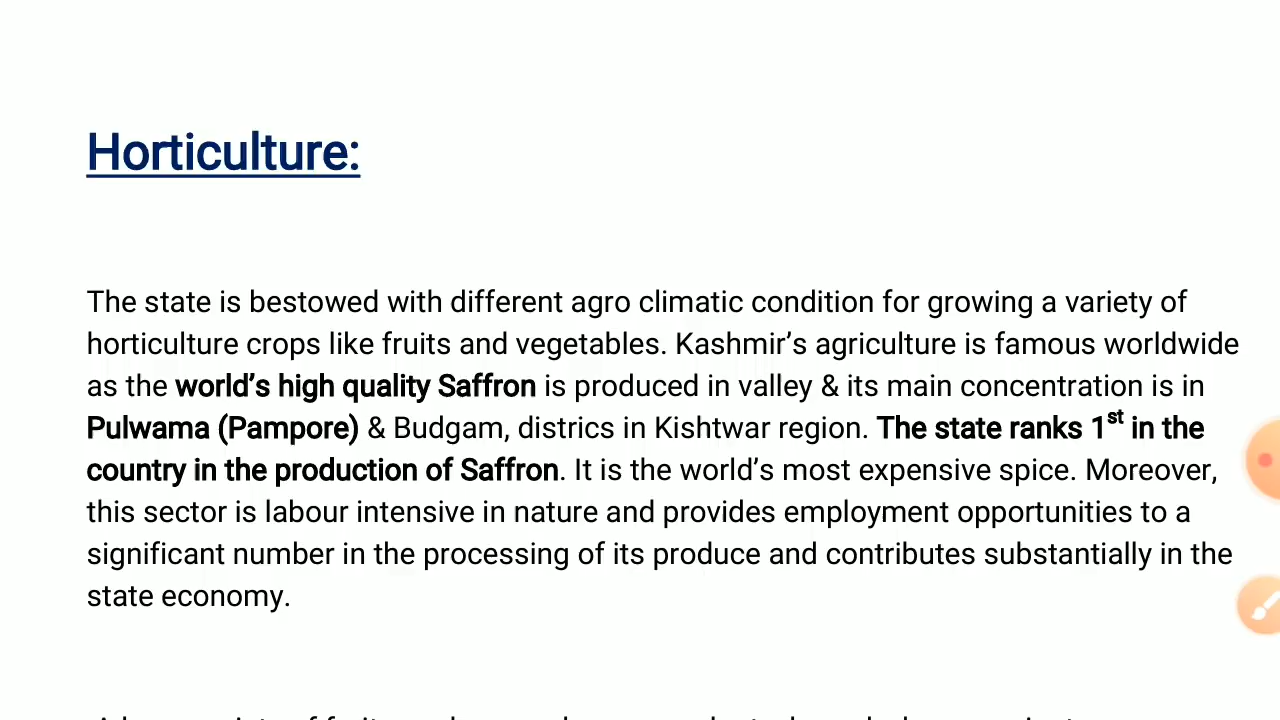 Horticulture:
The state is bestowed with different agro climatic condition for growing a variety of
horticulture crops like fruits and vegetables. Kashmir’s agriculture is famous worldwide
as the world’s high quality Saffron is produced in valley & its main concentration is in
Pulwama (Pampore) & Budgam, districs in Kishtwar region. The state ranks 1st in the
country in the production of Saffron. It is the world’s most expensive spice. Moreover,
this sector is labour intensive in nature and provides employment opportunities to a
significant number in the processing of its produce and contributes substantially in the
state economy.